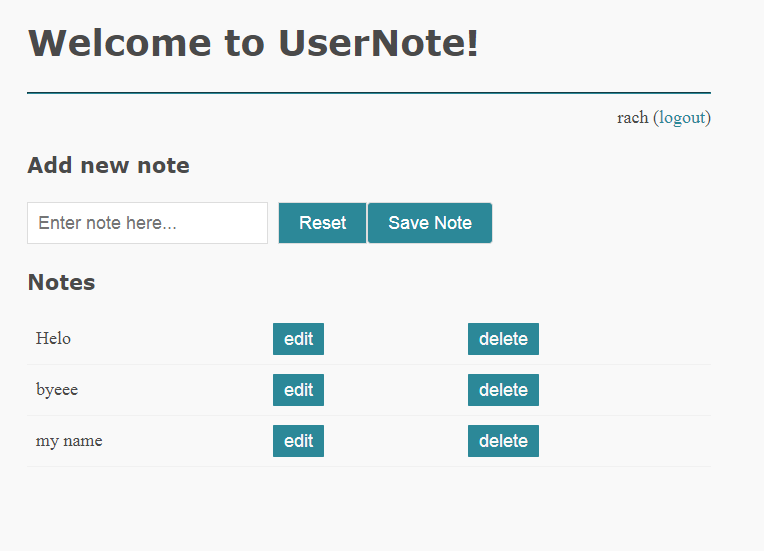 Welcome to UserNote!
rach (logout)
Add new note
Enter note here... Reset Save Note
Notes
Helo edit delete
byeee edit delete
my name edit delete